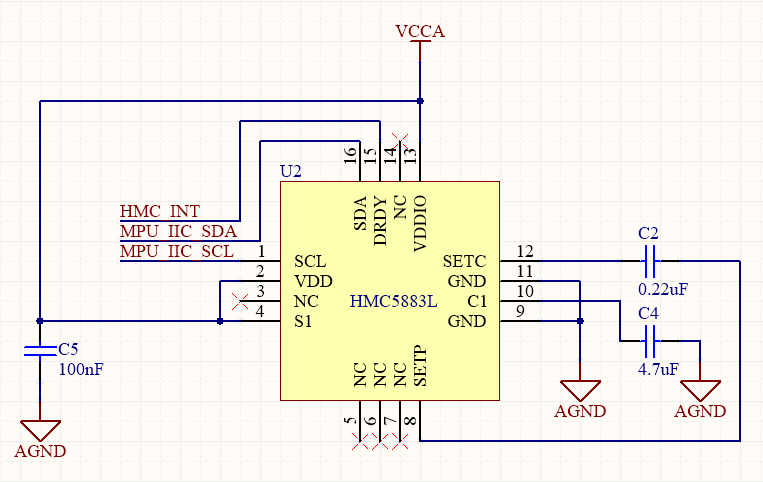 VCCA
U2
16
15
14
13
SDA
DRDY
NC
VDDIO
HMC_INT
MPU_IIC_SDA
MPU_IIC_SCL
1
SCL
2
VDD
3
NC
4
S1
HMC5883L
12
SETC
11
GND
10
C1
9
GND
C2
0.22uF
C4
4.7uF
C5
100nF
NC
NC
NC
SETP
5
6
7
8
AGND
AGND
AGND